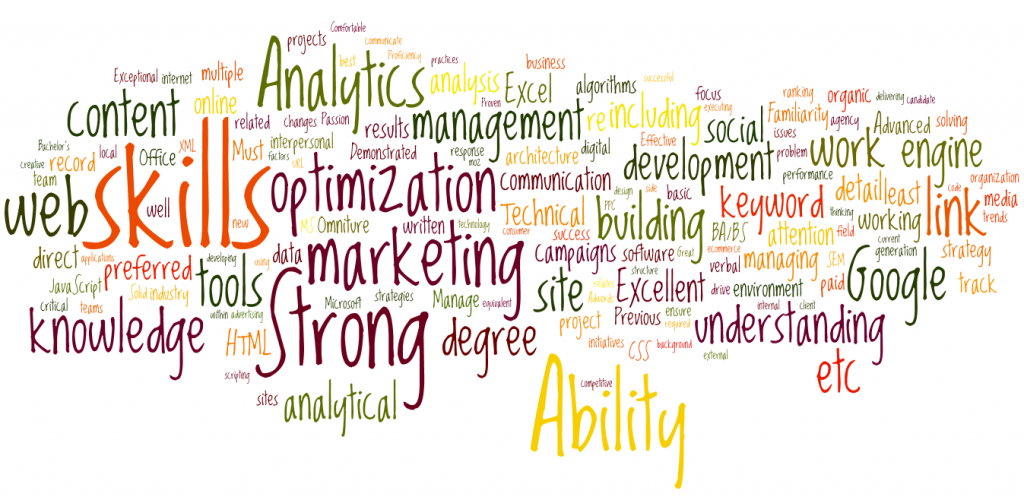 Comfortable
projects
communicate
best
Proficiency
practices
business
Exceptional
internet
multiple
Analytics
analysis
Excel
algorithms
successful
content
online
Proven
focus
ranking
organic
delivering
candidate
related
changes
Passion
results
management
re
including
executing
social
Familiarity
agency
Advanced
solving
Bachelor's
local
XML
Must
interpersonal
Demonstrated
response
digital
Effective
issues
creative
record
Office
factors
URL
moz
architecture
development
problem
work
engine
team
skills
optimization
communication
design
side
basic
performance
detail
least
code
organization
web
well
new
MS
Omniture
written
technology
Technical
consumer
PPC
building
keyword
thinking
working
link
media
trends
direct
applications
developing
using
data
marketing
success
campaigns
software
Great
BA/BS
ecommerce
attention
field
current
generation
strategy
JavaScript
preferred
Solid
industry
tools
structure
verbal
managing
SEM
Google
critical
teams
within
advertising
Microsoft
strategies
Manage
equivalent
site
creates
Adwords
Excellent
drive
environment
paid
track
knowledge
HTML
Strong
degree
project
Previous
ensure
required
internal
client
understanding
scripting
initiatives
CSS
background
external
etc
sites
analytical
Ability
competitive